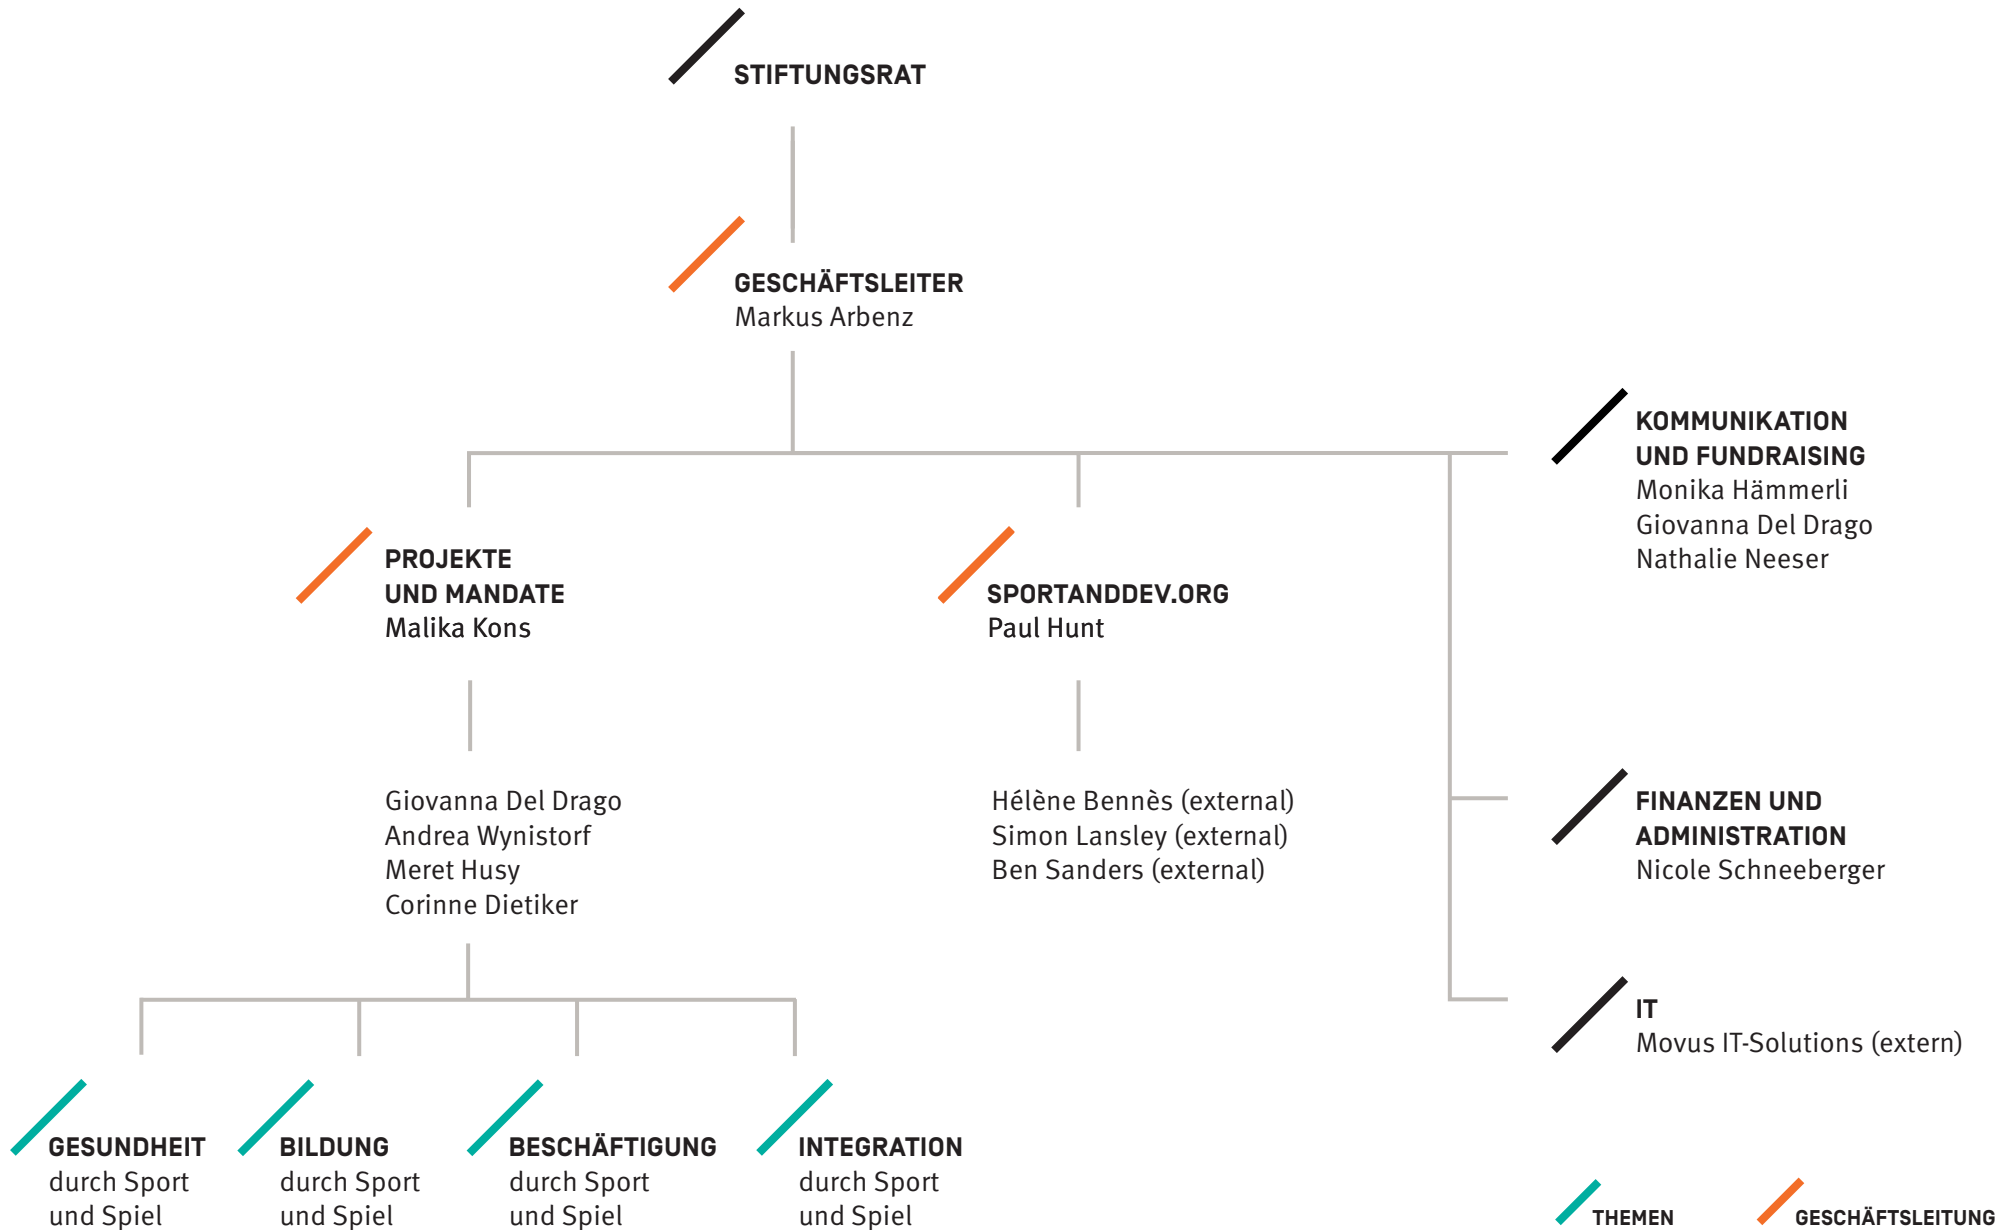 STIFTUNGSRAT
GESCHÄFTSLEITER
Markus Arbenz
KOMMUNIKATION
UND FUNDRAISING
Monika Hämmerli
Giovanna Del Drago
Nathalie Neeser
PROJEKTE
UND MANDATE
Malika Kons
SPORTANDDEV.ORG
Paul Hunt
Giovanna Del Drago
Andrea Wynistorf
Meret Husy
Corinne Dietiker
Hélène Bennès (external)
Simon Lansley (external)
Ben Sanders (external)
FINANZEN UND
ADMINISTRATION
Nicole Schneeberger
IT
Movus IT-Solutions (extern)
GESUNDHEIT
durch Sport
und Spiel
BILDUNG
durch Sport
und Spiel
BESCHÄFTIGUNG
durch Sport
und Spiel
INTEGRATION
durch Sport
und Spiel
THEMEN
GESCHÄFTSLEITUNG